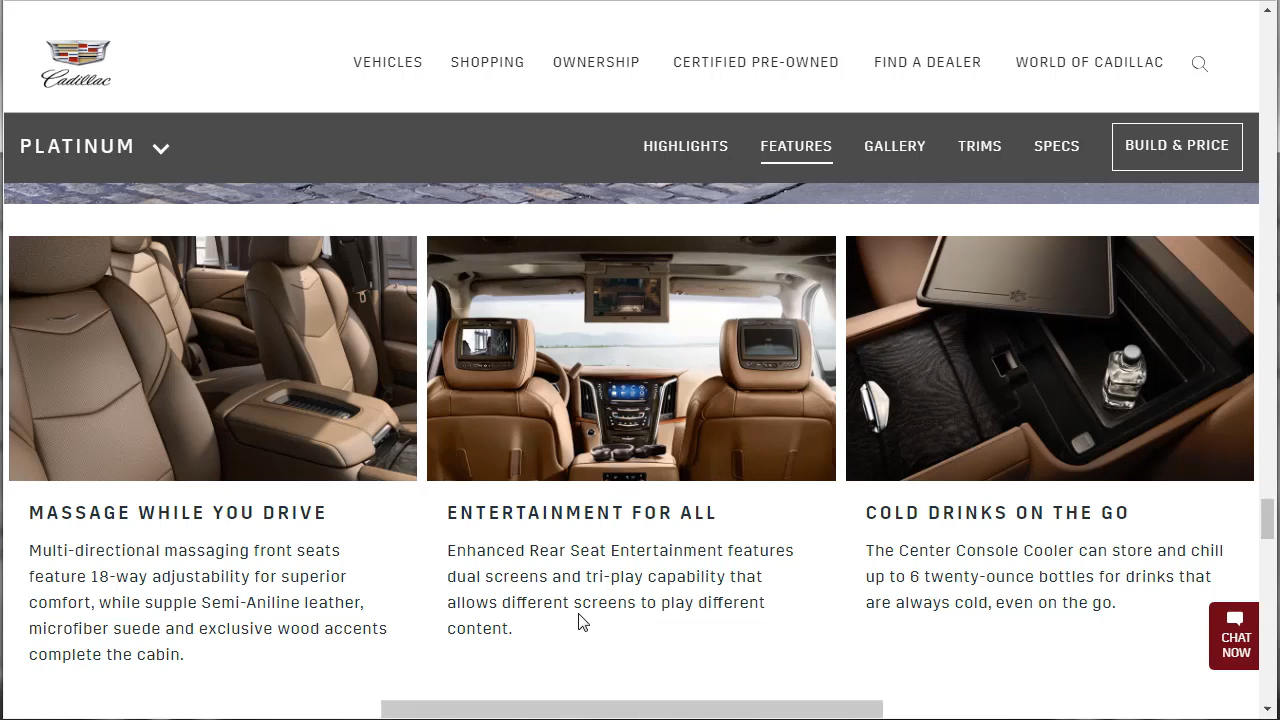 Cadillac
VEHICLES SHOPPING OWNERSHIP CERTIFIED PRE-OWNED FIND A DEALER WORLD OF CADILLAC
PLATINUM HIGHLIGHTS FEATURES GALLERY TRIMS SPECS BUILD & PRICE
MASSAGE WHILE YOU DRIVE
Multi-directional massaging front seats
feature 18-way adjustability for superior
comfort, while supple Semi-Aniline leather,
microfiber suede and exclusive wood accents
complete the cabin.
ENTERTAINMENT FOR ALL
Enhanced Rear Seat Entertainment features
dual screens and tri-play capability that
allows different screens to play different
content.
COLD DRINKS ON THE GO
The Center Console Cooler can store and chill
up to 6 twenty-ounce bottles for drinks that
are always cold, even on the go.
CHAT
NOW